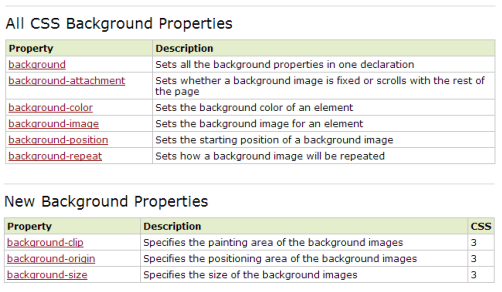 All CSS Background Properties
Property Description
background Sets all the background properties in one declaration
background-attachment Sets whether a background image is fixed or scrolls with the rest of
the page
background-color Sets the background color of an element
background-image Sets the background image for an element
background-position Sets the starting position of a background image
background-repeat Sets how a background image will be repeated
New Background Properties
Property Description CSS
background-clip Specifies the painting area of the background images 3
background-origin Specifies the positioning area of the background images 3
background-size Specifies the size of the background images 3